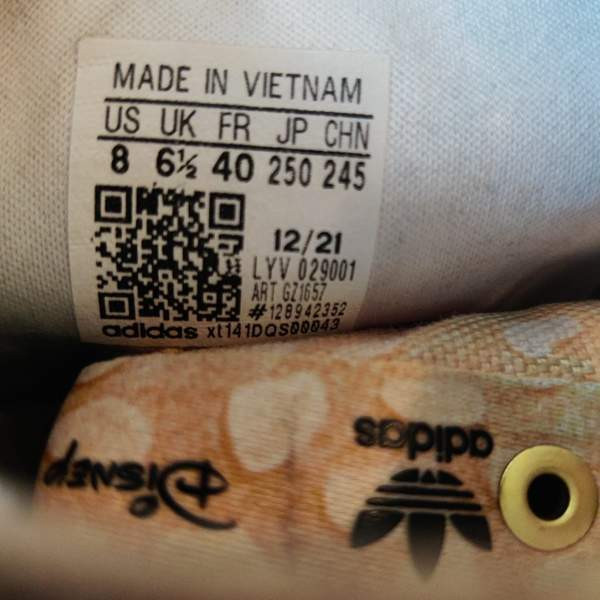 MADE IN VIETNAM
US UK FR JP CHN
8 6½ 40 250 245
12/21
LYV 029001
ART GZ1657
#128942352
adidas xt141DQS00043
adidas
Disney